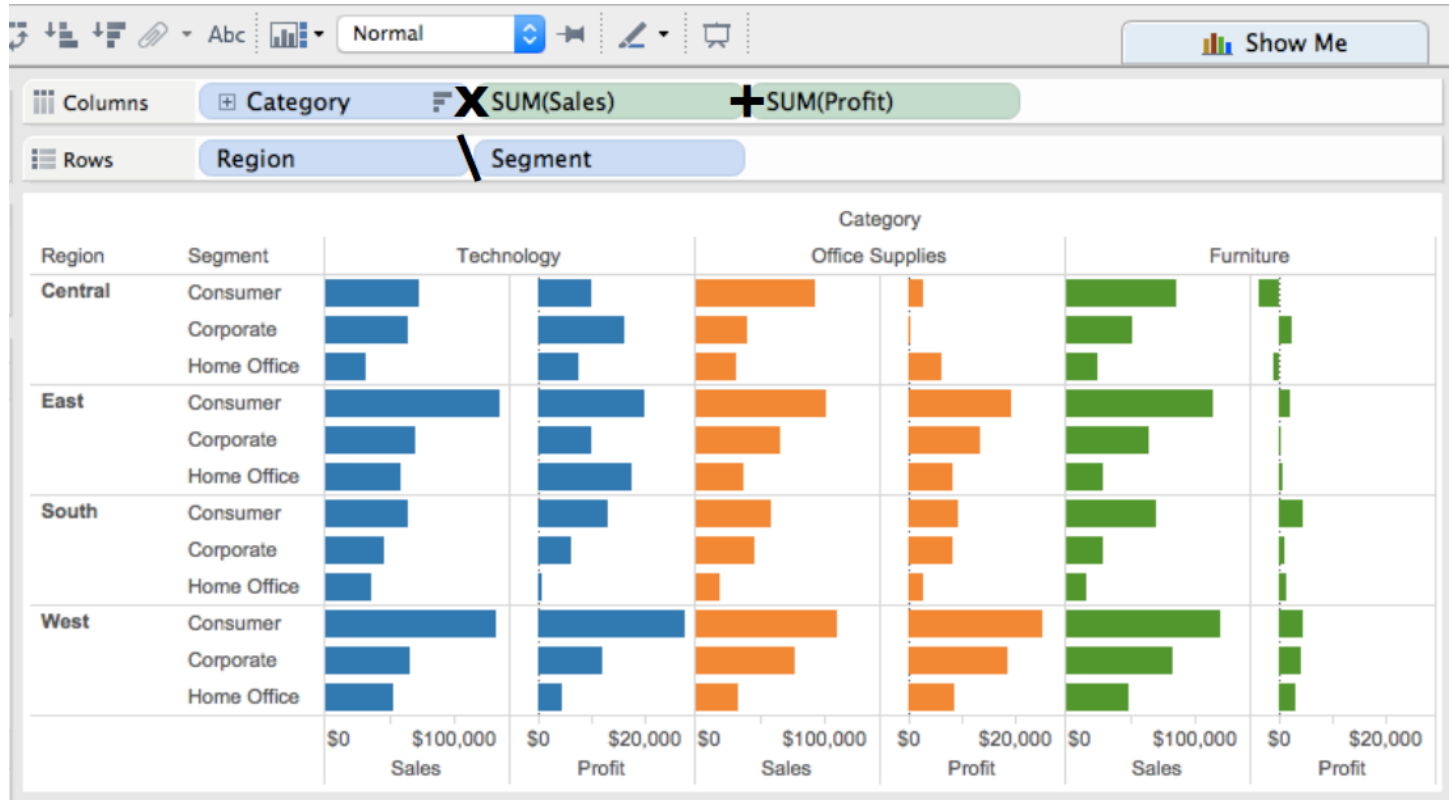 Abc Normal Show Me
Columns Category X SUM(Sales) + SUM(Profit)
Rows Region \ Segment
Category
Region Segment Technology Office Supplies Furniture
Central Consumer
Corporate
Home Office
East Consumer
Corporate
Home Office
South Consumer
Corporate
Home Office
West Consumer
Corporate
Home Office
$0 $100,000 $0 $20,000 $0 $100,000 $0 $20,000 $0 $100,000 $0 $20,000
Sales Profit Sales Profit Sales Profit